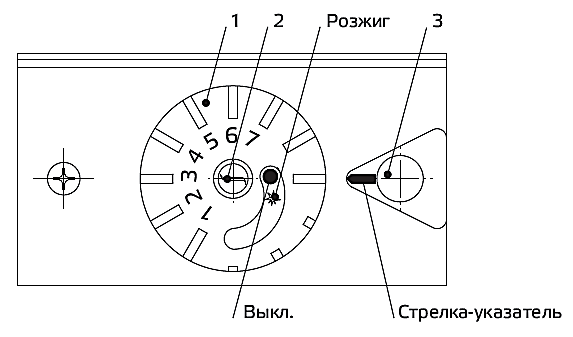 1 2 Розжиг 3
1 2 3 4 5 6 7
Выкл. Стрелка-указатель